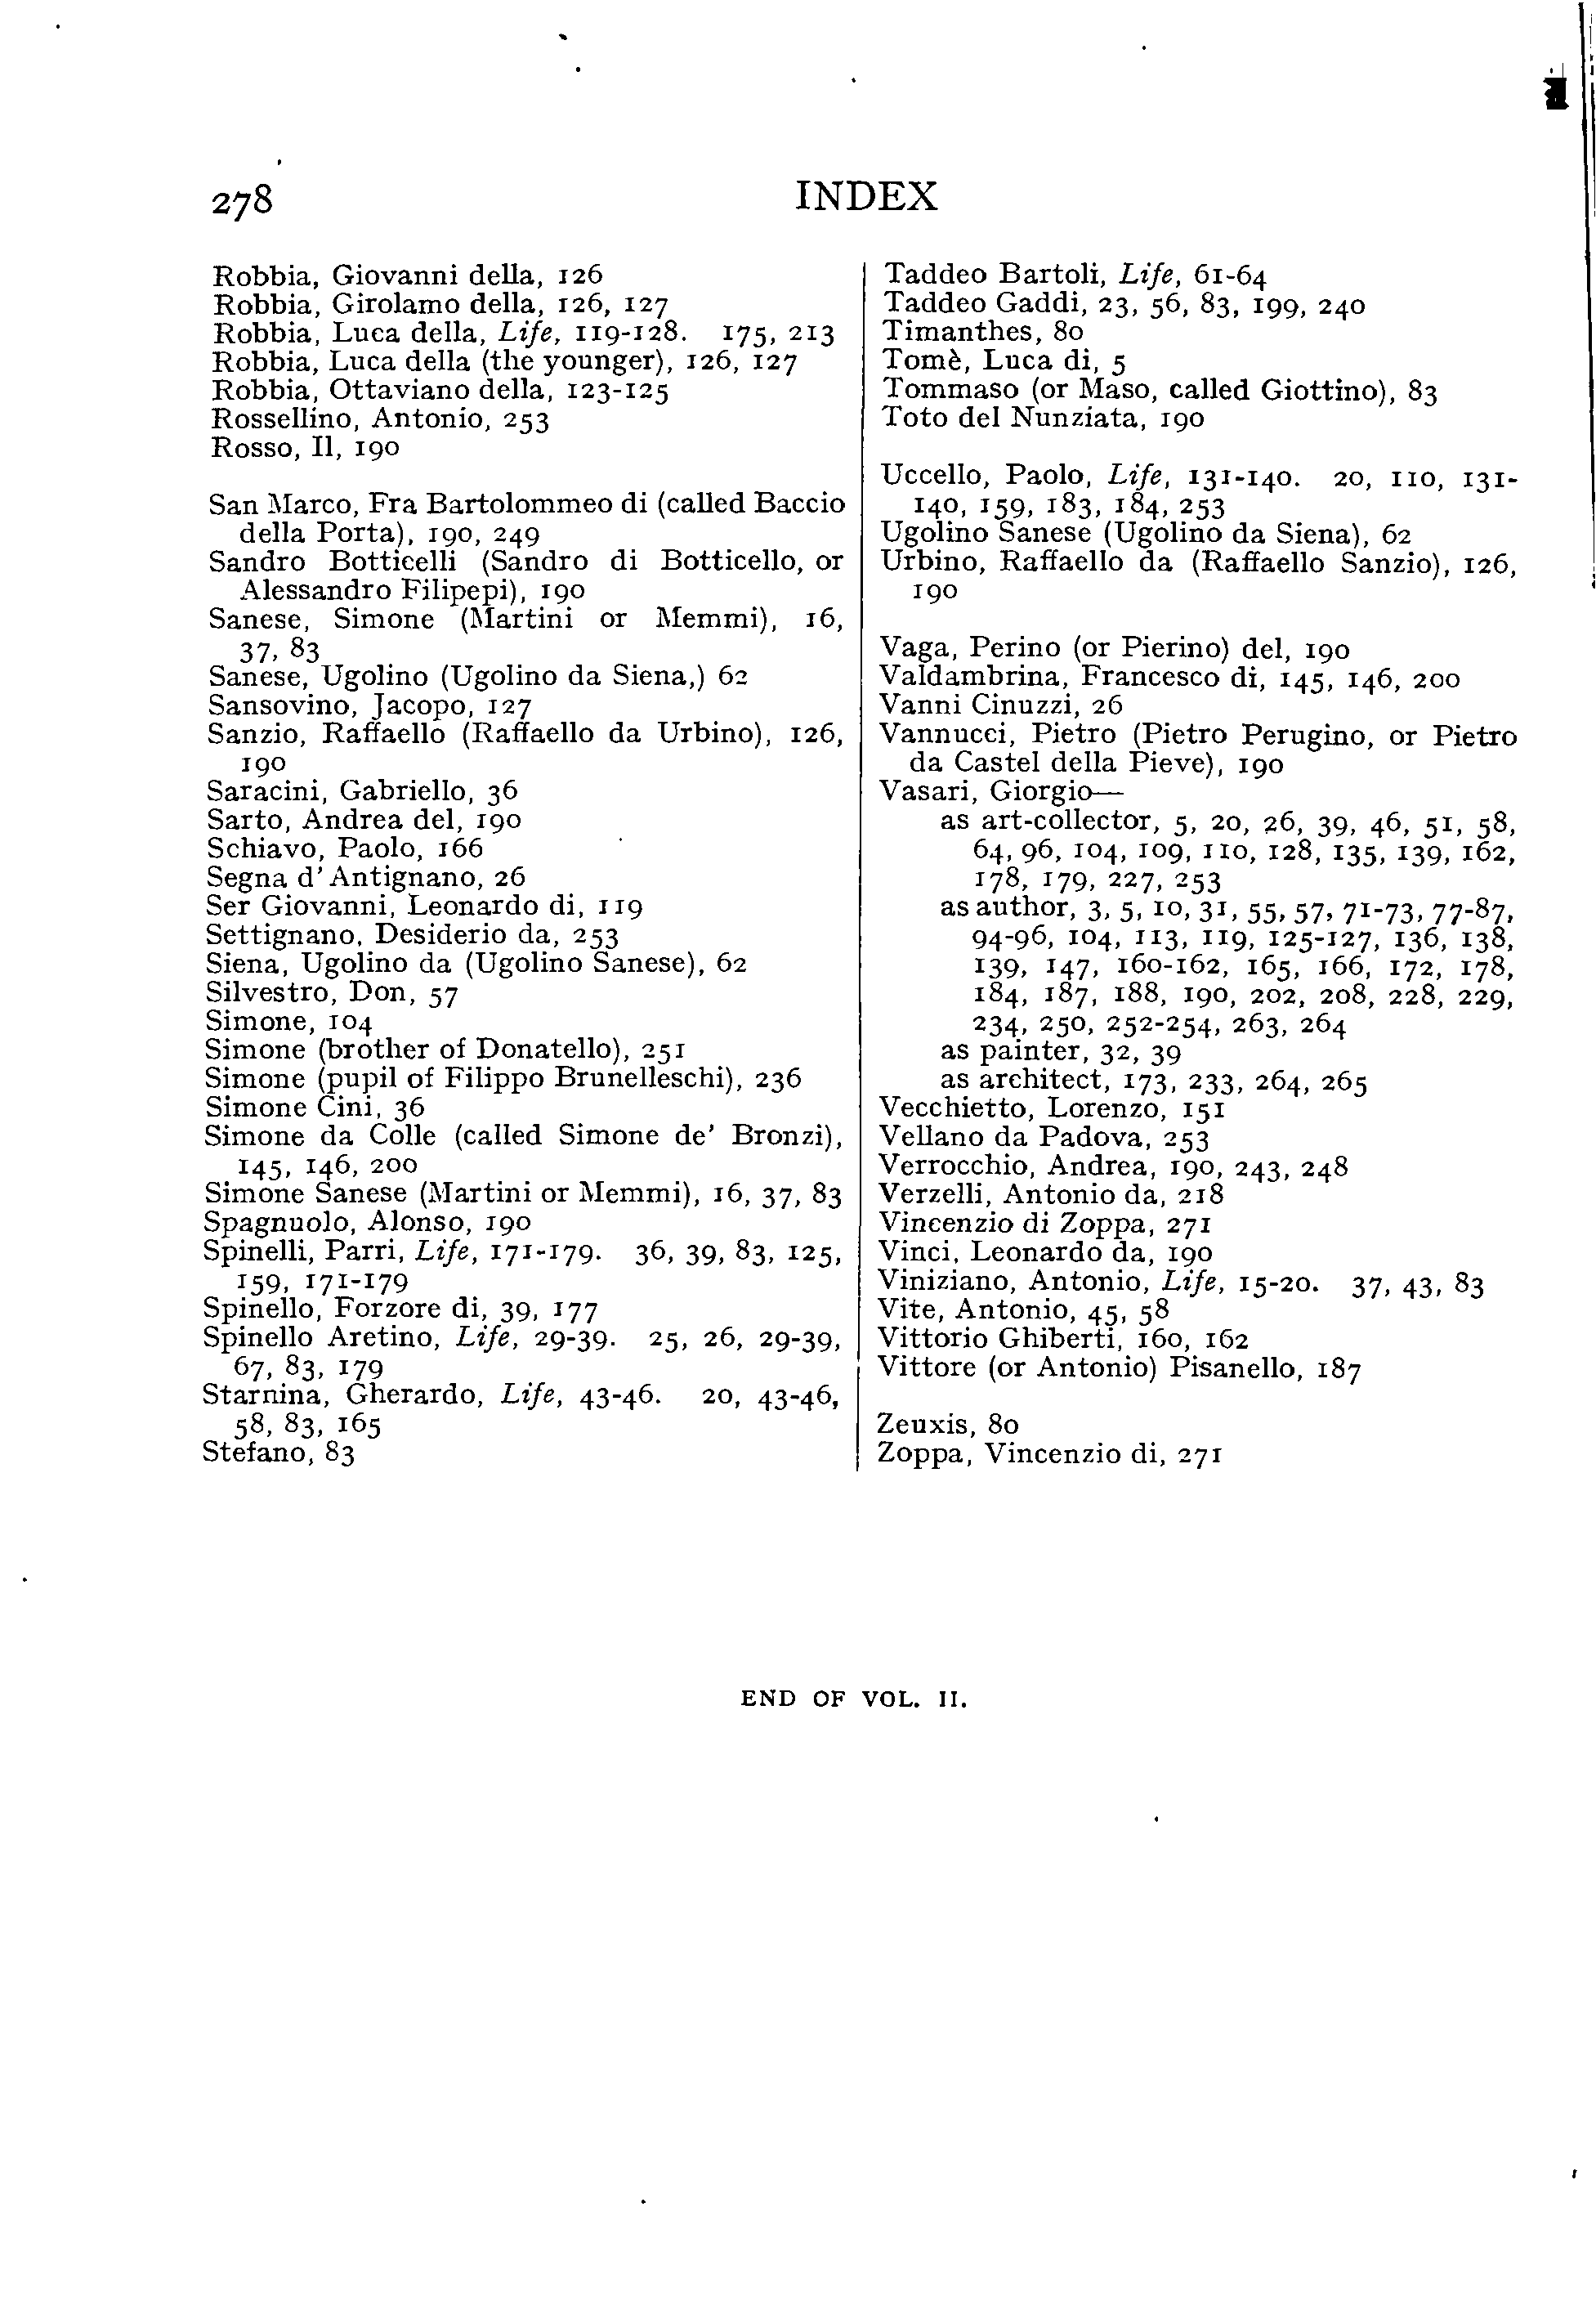 278
INDEX
Robbia, Giovanni della, 126
Robbia, Girolamo della, 126, 127
Robbia, Luca della, Life, 119-128. 175, 213
Robbia, Luca della (the younger), 126, 127
Robbia, Ottaviano della, 123-125
Rossellino, Antonio, 253
Rosso, Il, 190
San Marco, Fra Bartolommeo di (called Baccio
della Porta), 190, 249
Sandro Botticelli (Sandro di Botticello, or
Alessandro Filipepi), 190
Sanese, Simone (Martini or Memmi), 16,
37, 83
Sanese, Ugolino (Ugolino da Siena,) 62
Sansovino, Jacopo, 127
Sanzio, Raffaello (Raffaello da Urbino), 126,
190
Saracini, Gabriello, 36
Sarto, Andrea del, 190
Schiavo, Paolo, 166
Segna d'Antignano, 26
Ser Giovanni, Leonardo di, 119
Settignano, Desiderio da, 253
Siena, Ugolino da (Ugolino Sanese), 62
Silvestro, Don, 57
Simone, 104
Simone (brother of Donatello), 251
Simone (pupil of Filippo Brunelleschi), 236
Simone Cini, 36
Simone da Colle (called Simone de' Bronzi),
145, 146, 200
Simone Sanese (Martini or Memmi), 16, 37, 83
Spagnuolo, Alonso, 190
Spinelli, Parri, Life, 171-179. 36, 39, 83, 125,
159, 171-179
Spinello, Forzore di, 39, 177
Spinello Aretino, Life, 29-39. 25, 26, 29-39,
67, 83, 179
Starnina, Gherardo, Life, 43-46. 20, 43-46,
58, 83, 165
Stefano, 83
Taddeo Bartoli, Life, 61-64
Taddeo Gaddi, 23, 56, 83, 199, 240
Timanthes, 80
Tomè, Luca di, 5
Tommaso (or Maso, called Giottino), 83
Toto del Nunziata, 190
Uccello, Paolo, Life, 131-140. 20, 110, 131-
140, 159, 183, 184, 253
Ugolino Sanese (Ugolino da Siena), 62
Urbino, Raffaello da (Raffaello Sanzio), 126,
190
Vaga, Perino (or Pierino) del, 190
Valdambrina, Francesco di, 145, 146, 200
Vanni Cinuzzi, 26
Vannucci, Pietro (Pietro Perugino, or Pietro
da Castel della Pieve), 190
Vasari, Giorgio—
as art-collector, 5, 20, 26, 39, 46, 51, 58,
64, 96, 104, 109, 110, 128, 135, 139, 162,
178, 179, 227, 253
as author, 3, 5, 10, 31, 55, 57, 71-73, 77-87,
94-96, 104, 113, 119, 125-127, 136, 138,
139, 147, 160-162, 165, 166, 172, 178,
184, 187, 188, 190, 202, 208, 228, 229,
234, 250, 252-254, 263, 264
as painter, 32, 39
as architect, 173, 233, 264, 265
Vecchietto, Lorenzo, 151
Vellano da Padova, 253
Verrocchio, Andrea, 190, 243, 248
Verzelli, Antonio da, 218
Vincenzio di Zoppa, 271
Vinci, Leonardo da, 190
Viniziano, Antonio, Life, 15-20. 37, 43, 83
Vite, Antonio, 45, 58
Vittorio Ghiberti, 160, 162
Vittore (or Antonio) Pisanello, 187
Zeuxis, 80
Zoppa, Vincenzio di, 271
END OF VOL. II.